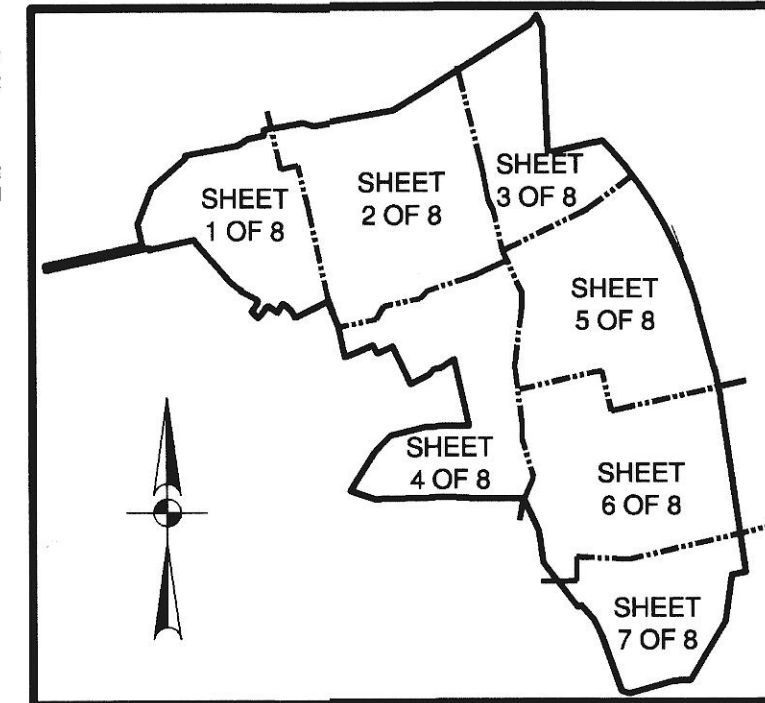 SHEET
1 OF 8
SHEET
2 OF 8
SHEET
3 OF 8
SHEET
4 OF 8
SHEET
5 OF 8
SHEET
6 OF 8
SHEET
7 OF 8